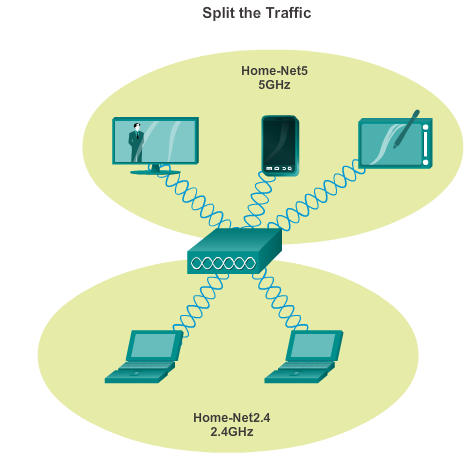 Split the Traffic
Home-Net5
5GHz
Home-Net2.4
2.4GHz